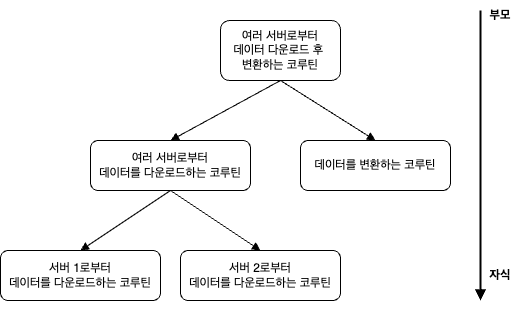 부모
여러 서버로부터
데이터 다운로드 후
변환하는 코루틴
여러 서버로부터
데이터를 다운로드하는 코루틴
데이터를 변환하는 코루틴
서버 1로부터
데이터를 다운로드하는 코루틴
서버 2로부터
데이터를 다운로드하는 코루틴
자식